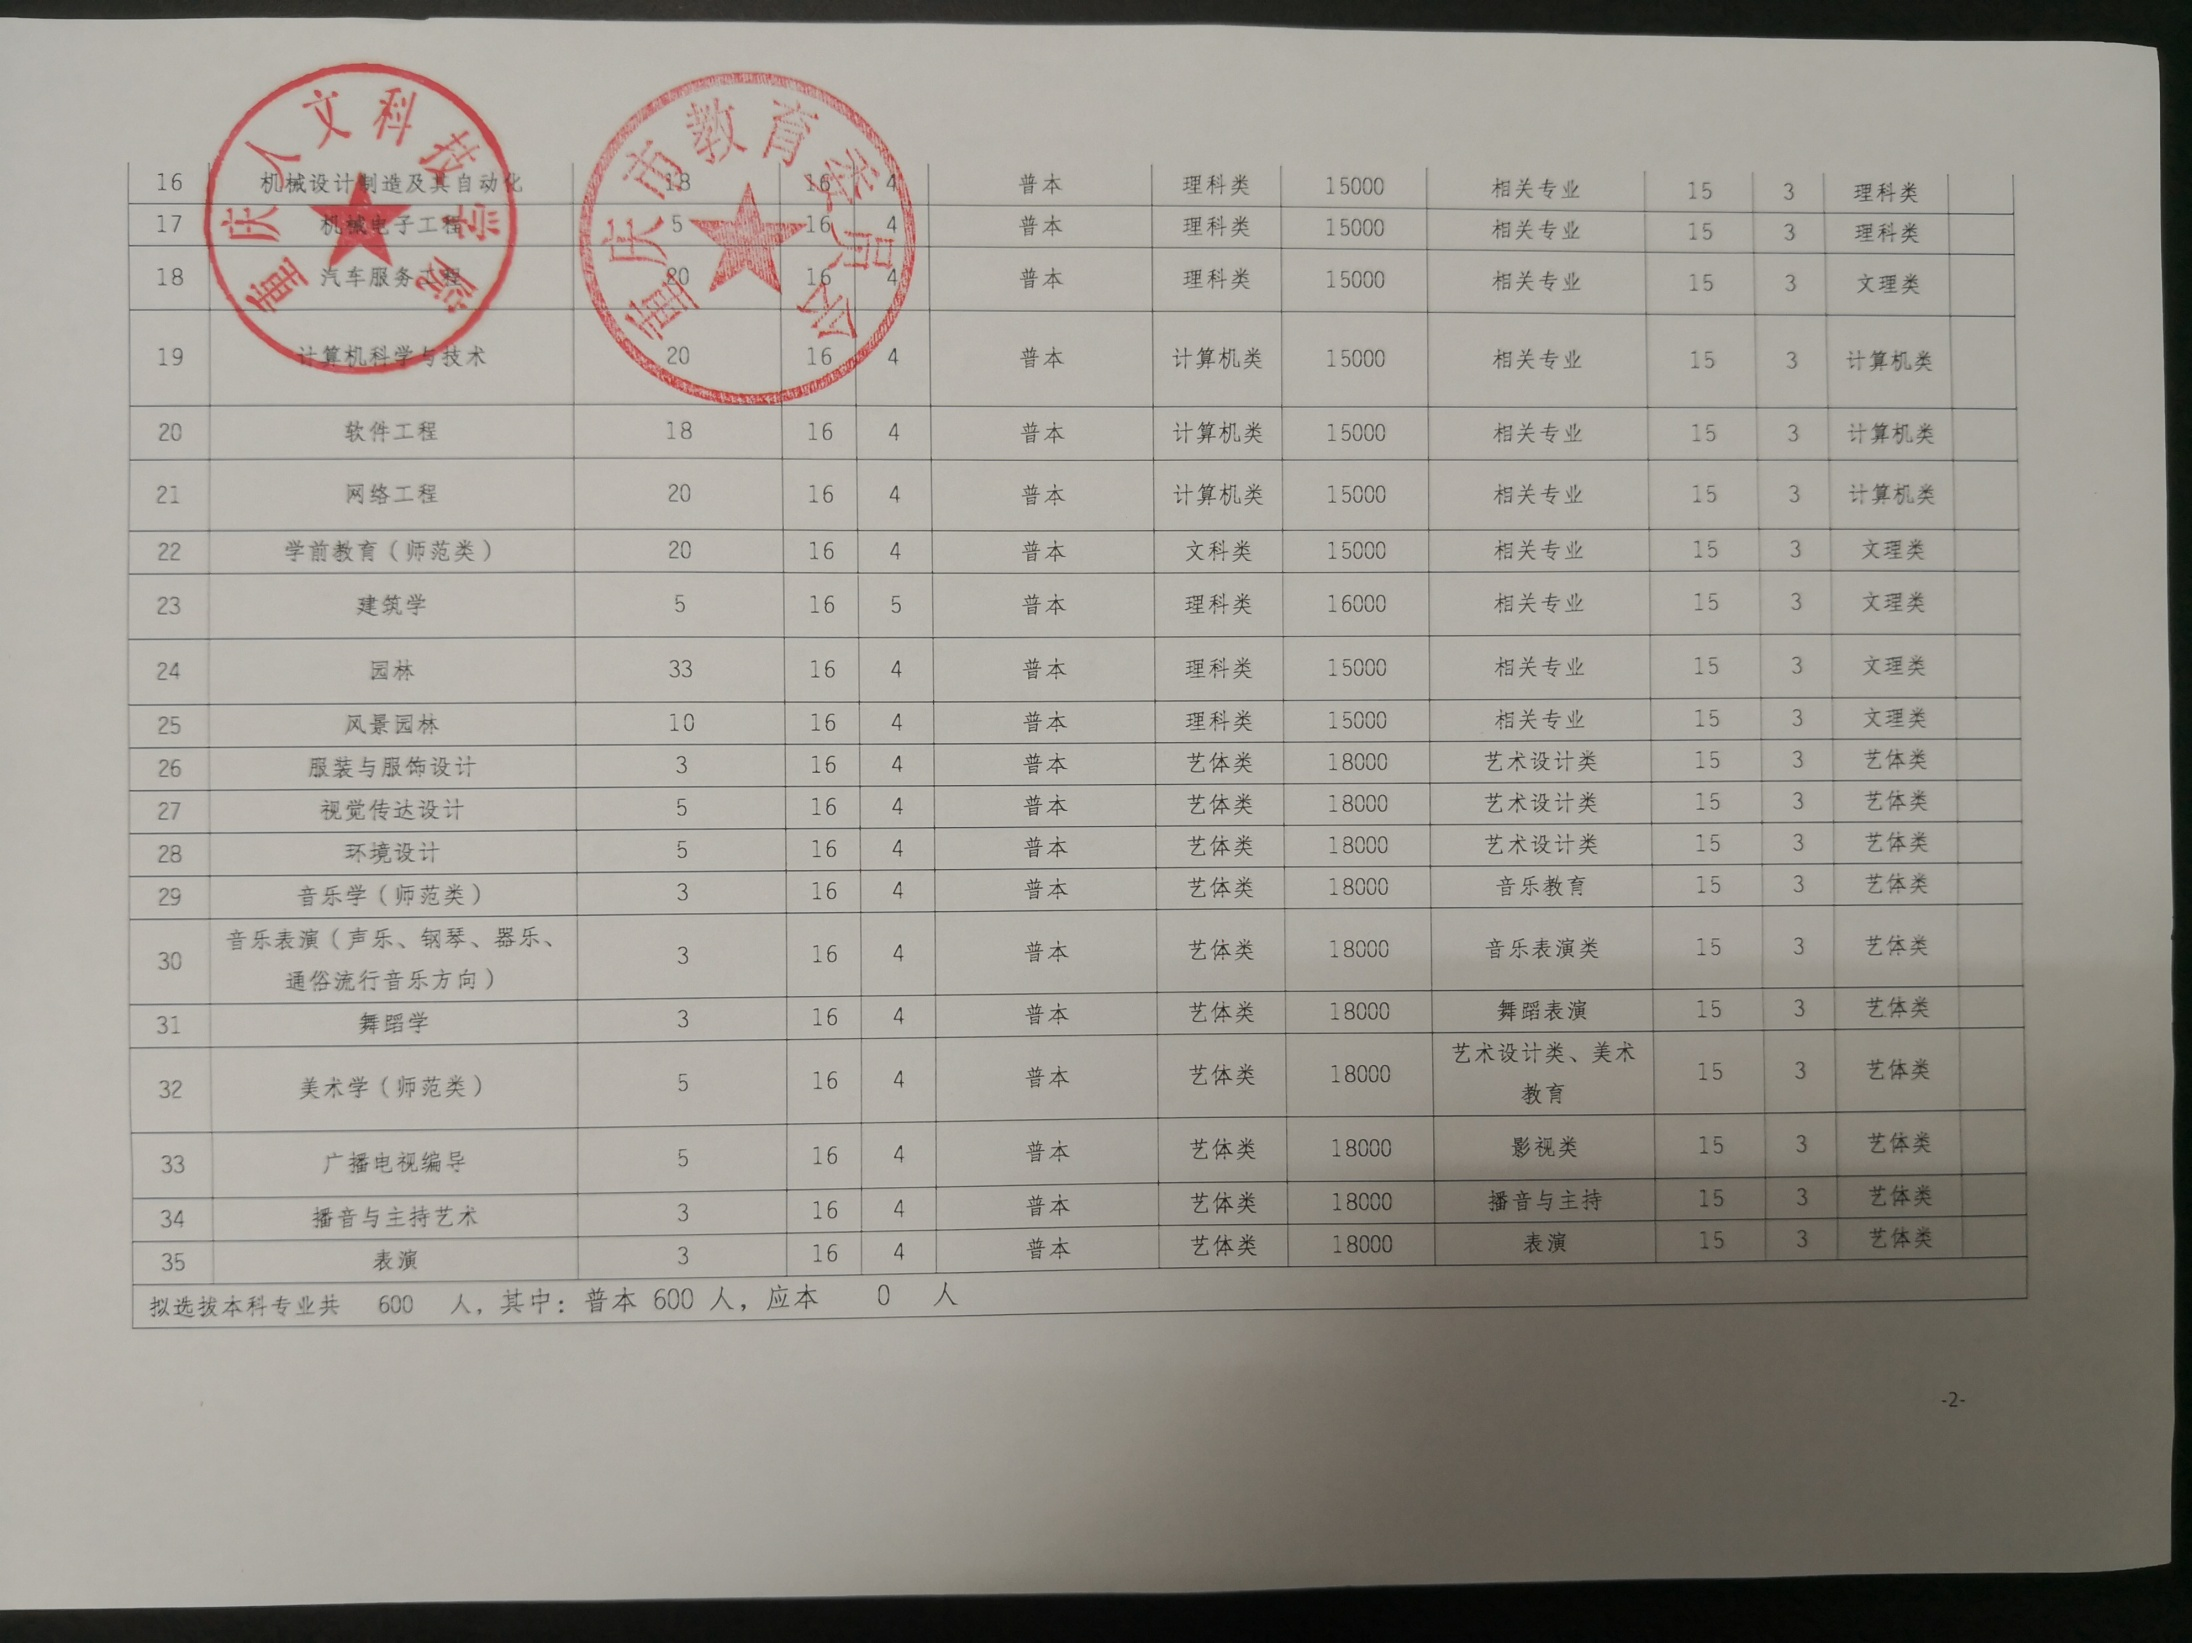 重庆人文科技学院
重庆市教育委员会
16 机械设计制造及其自动化 18 16 4 普本 理科类 15000 相关专业 15 3 理科类
17 机械电子工程 5 16 4 普本 理科类 15000 相关专业 15 3 理科类
18 汽车服务工程 20 16 4 普本 理科类 15000 相关专业 15 3 文理类
19 计算机科学与技术 20 16 4 普本 计算机类 15000 相关专业 15 3 计算机类
20 软件工程 18 16 4 普本 计算机类 15000 相关专业 15 3 计算机类
21 网络工程 20 16 4 普本 计算机类 15000 相关专业 15 3 计算机类
22 学前教育（师范类） 20 16 4 普本 文科类 15000 相关专业 15 3 文理类
23 建筑学 5 16 5 普本 理科类 16000 相关专业 15 3 文理类
24 园林 33 16 4 普本 理科类 15000 相关专业 15 3 文理类
25 风景园林 10 16 4 普本 理科类 15000 相关专业 15 3 文理类
26 服装与服饰设计 3 16 4 普本 艺体类 18000 艺术设计类 15 3 艺体类
27 视觉传达设计 5 16 4 普本 艺体类 18000 艺术设计类 15 3 艺体类
28 环境设计 5 16 4 普本 艺体类 18000 艺术设计类 15 3 艺体类
29 音乐学（师范类） 3 16 4 普本 艺体类 18000 音乐教育 15 3 艺体类
30 音乐表演（声乐、钢琴、器乐、
通俗流行音乐方向） 3 16 4 普本 艺体类 18000 音乐表演类 15 3 艺体类
31 舞蹈学 3 16 4 普本 艺体类 18000 舞蹈表演 15 3 艺体类
32 美术学（师范类） 5 16 4 普本 艺体类 18000 艺术设计类、美术
教育 15 3 艺体类
33 广播电视编导 5 16 4 普本 艺体类 18000 影视类 15 3 艺体类
34 播音与主持艺术 3 16 4 普本 艺体类 18000 播音与主持 15 3 艺体类
35 表演 3 16 4 普本 艺体类 18000 表演 15 3 艺体类
拟选拔本科专业共 600 人，其中：普本 600 人，应本 0 人
-2-